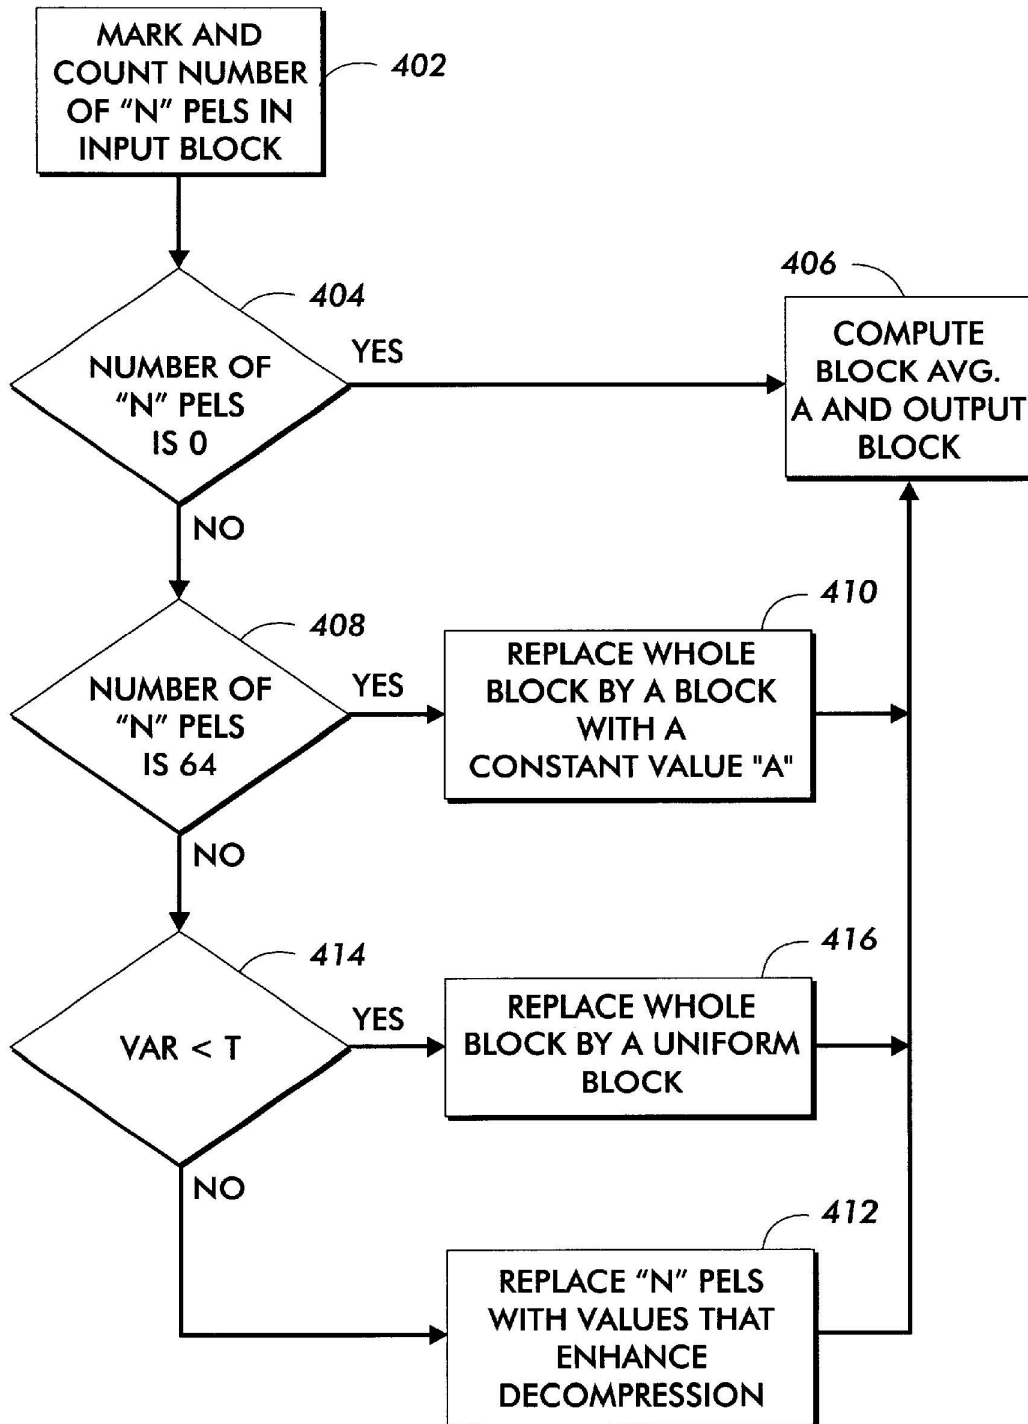 MARK AND
COUNT NUMBER
OF “N” PELS IN
INPUT BLOCK
402
404
NUMBER OF
“N” PELS
IS 0
YES
NO
406
COMPUTE
BLOCK AVG.
A AND OUTPUT
BLOCK
408
NUMBER OF
“N” PELS
IS 64
YES
NO
410
REPLACE WHOLE
BLOCK BY A BLOCK
WITH A
CONSTANT VALUE "A"
414
VAR < T
YES
NO
416
REPLACE WHOLE
BLOCK BY A UNIFORM
BLOCK
412
REPLACE “N” PELS
WITH VALUES THAT
ENHANCE
DECOMPRESSION